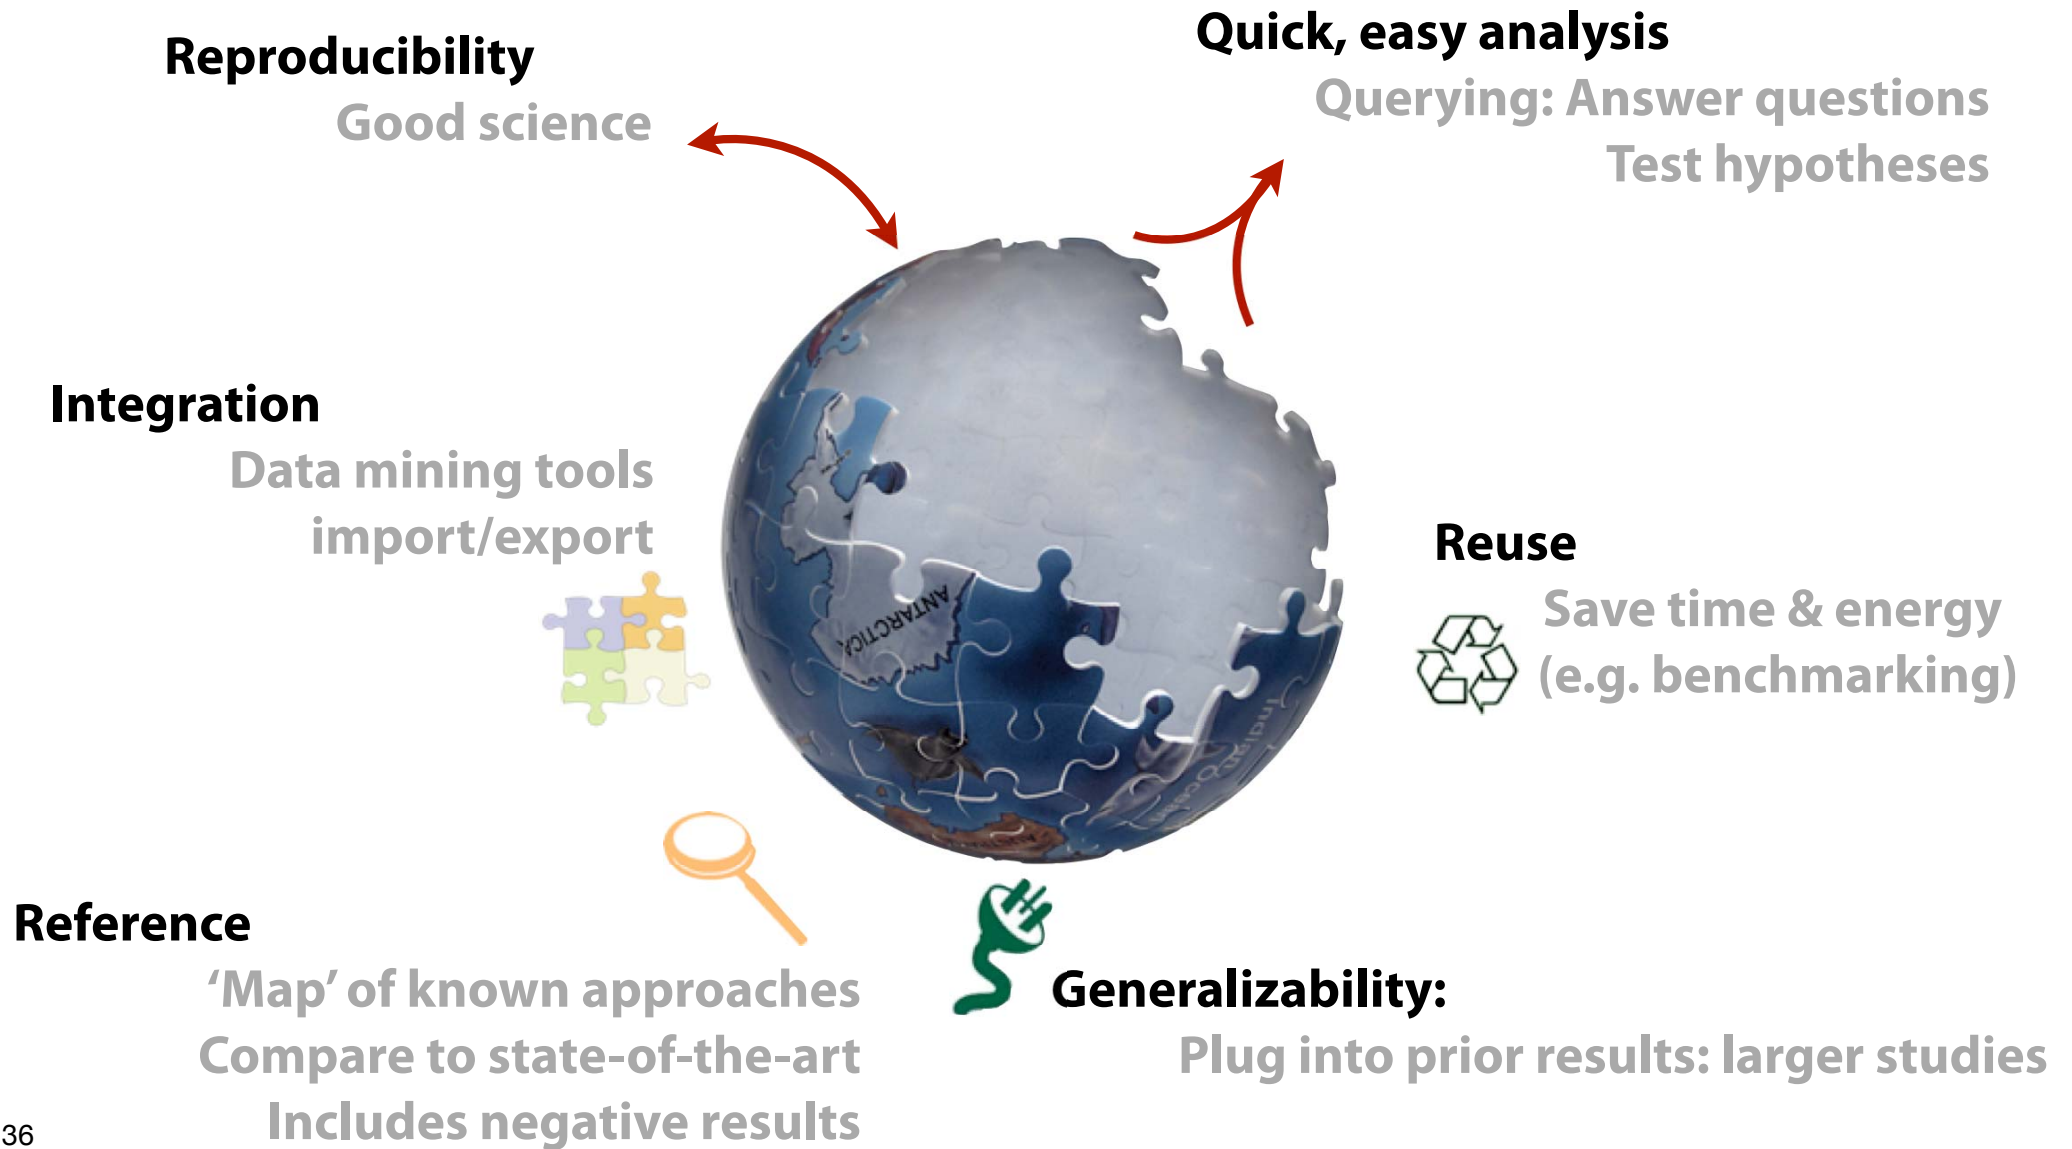 Reproducibility
Good science
Quick, easy analysis
Querying: Answer questions
Test hypotheses
Integration
Data mining tools
import/export
ANTARCTICA
Reuse
Save time & energy
(e.g. benchmarking)
Indian
Ocean
Reference
‘Map’ of known approaches
Compare to state-of-the-art
Includes negative results
Generalizability:
Plug into prior results: larger studies
36